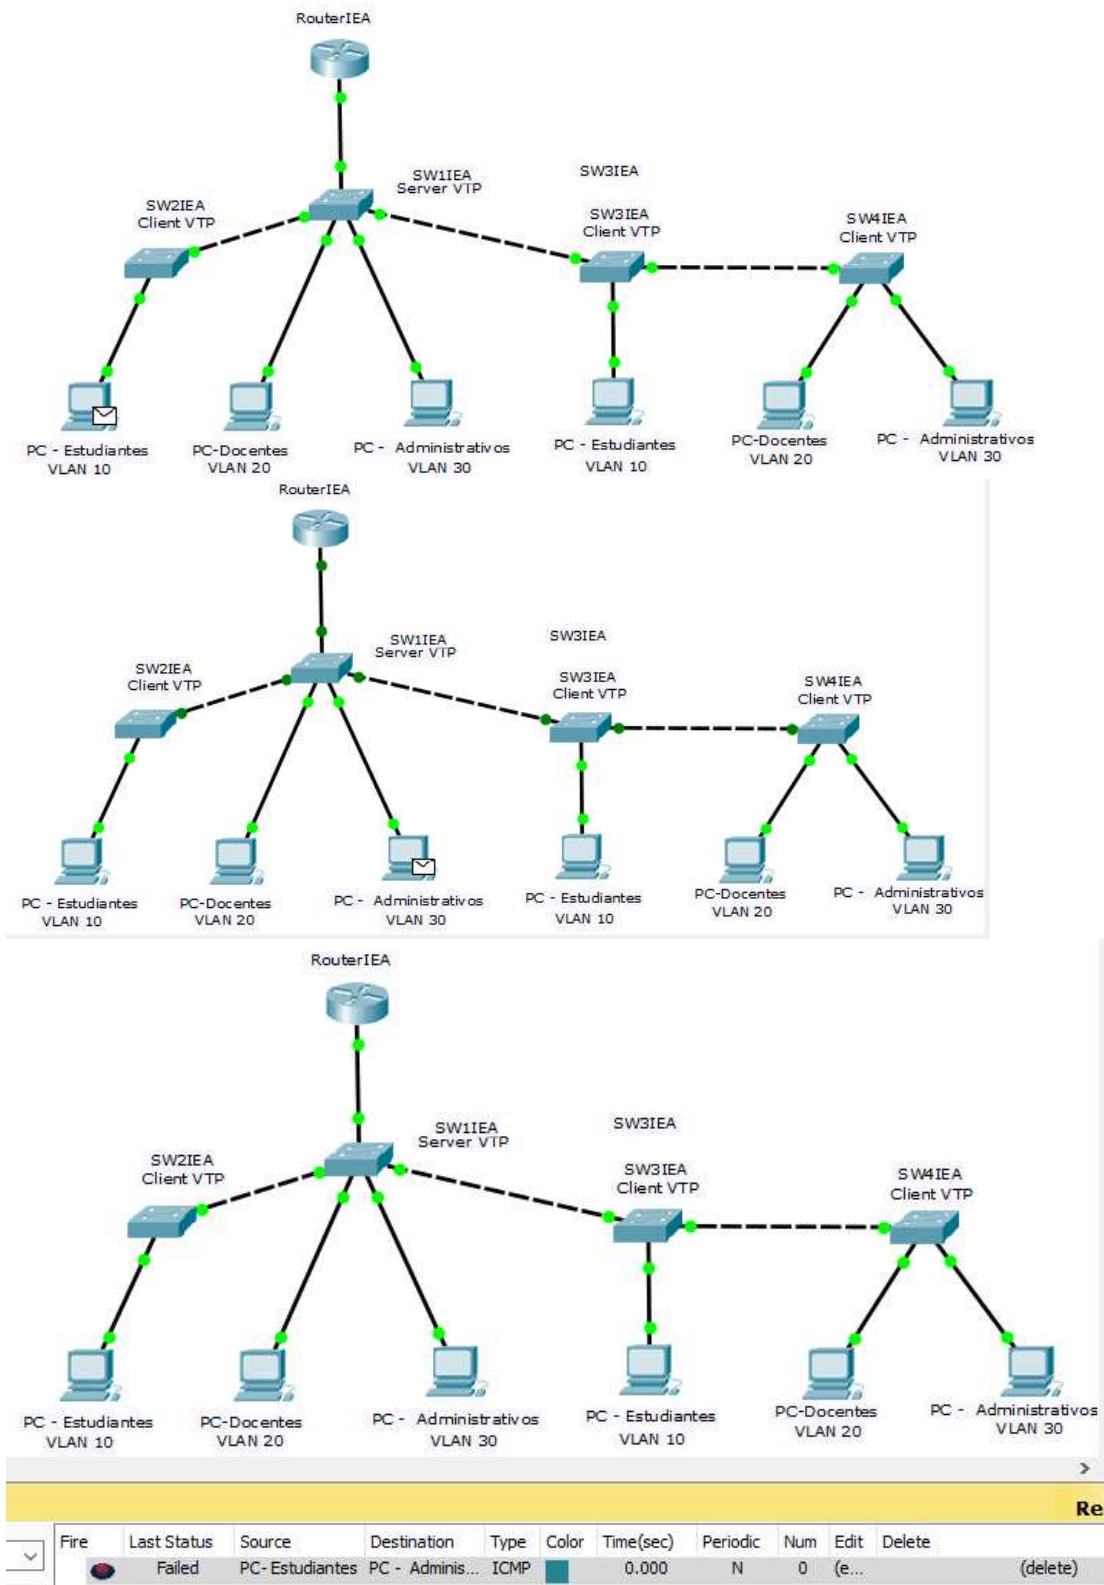 RouterIEA
SW1IEA
Server VTP
SW3IEA
SW2IEA
Client VTP
SW3IEA
Client VTP
SW4IEA
Client VTP
PC - Estudiantes
VLAN 10
PC-Docentes
VLAN 20
PC - Administrativos
VLAN 30
PC - Estudiantes
VLAN 10
PC-Docentes
VLAN 20
PC - Administrativos
VLAN 30
RouterIEA
SW1IEA
Server VTP
SW3IEA
SW2IEA
Client VTP
SW3IEA
Client VTP
SW4IEA
Client VTP
PC - Estudiantes
VLAN 10
PC-Docentes
VLAN 20
PC - Administrativos
VLAN 30
PC - Estudiantes
VLAN 10
PC-Docentes
VLAN 20
PC - Administrativos
VLAN 30
RouterIEA
SW1IEA
Server VTP
SW3IEA
SW2IEA
Client VTP
SW3IEA
Client VTP
SW4IEA
Client VTP
PC - Estudiantes
VLAN 10
PC-Docentes
VLAN 20
PC - Administrativos
VLAN 30
PC - Estudiantes
VLAN 10
PC-Docentes
VLAN 20
PC - Administrativos
VLAN 30
Re
Fire Last Status Source Destination Type Color Time(sec) Periodic Num Edit Delete
Failed PC- Estudiantes PC - Adminis... ICMP 0.000 N 0 (e... (delete)